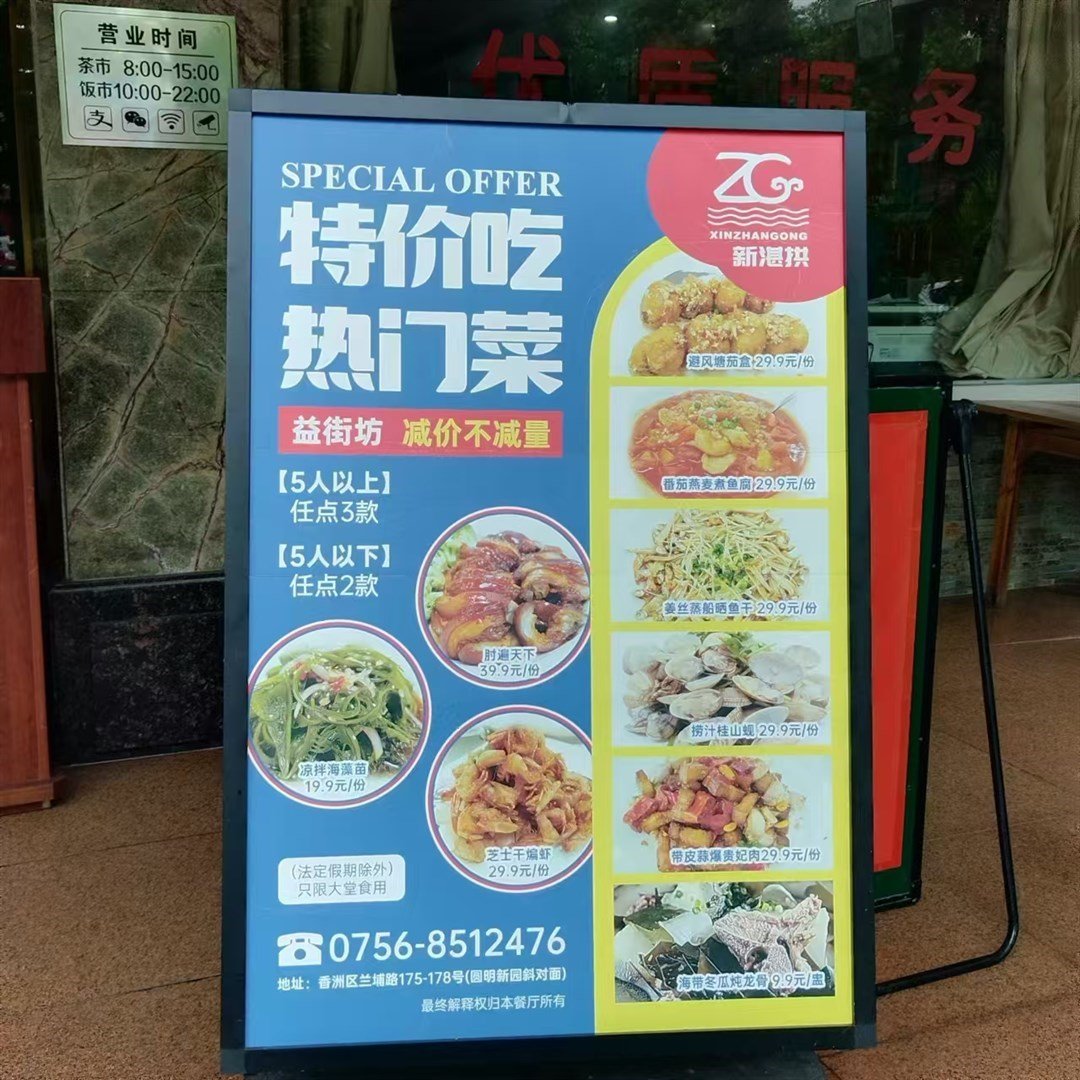 营业时间
茶市 8:00-15:00
饭市10:00-22:00
支
优质服务
SPECIAL OFFER
特价吃
热门菜
益街坊 减价不减量
【5人以上】
任点3款
【5人以下】
任点2款
ZG
XINZHANGONG
新湛拱
避风塘茄盒 29.9元/份
番茄燕麦煮鱼腐 29.9元/份
姜丝蒸船晒鱼干 29.9元/份
捞汁桂山蚬 29.9元/份
带皮蒜爆贵妃肉29.9元/份
海带冬瓜炖龙骨 9.9元/盅
肘遍天下
39.9元/份
凉拌海藻苗
19.9元/份
芝士干煸虾
29.9元/份
(法定假期除外)
只限大堂食用
0756-8512476
地址：香洲区兰埔路175-178号(圆明新园斜对面)
最终解释权归本餐厅所有